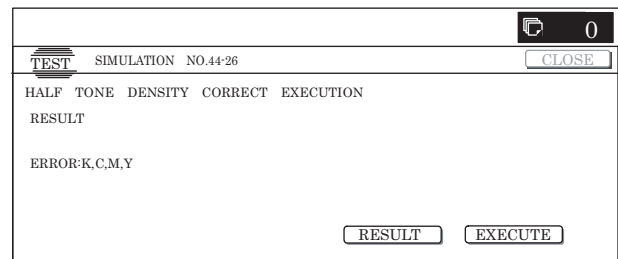 0
TEST SIMULATION NO.44-26 CLOSE
HALF TONE DENSITY CORRECT EXECUTION
RESULT
ERROR:K,C,M,Y
RESULT EXECUTE